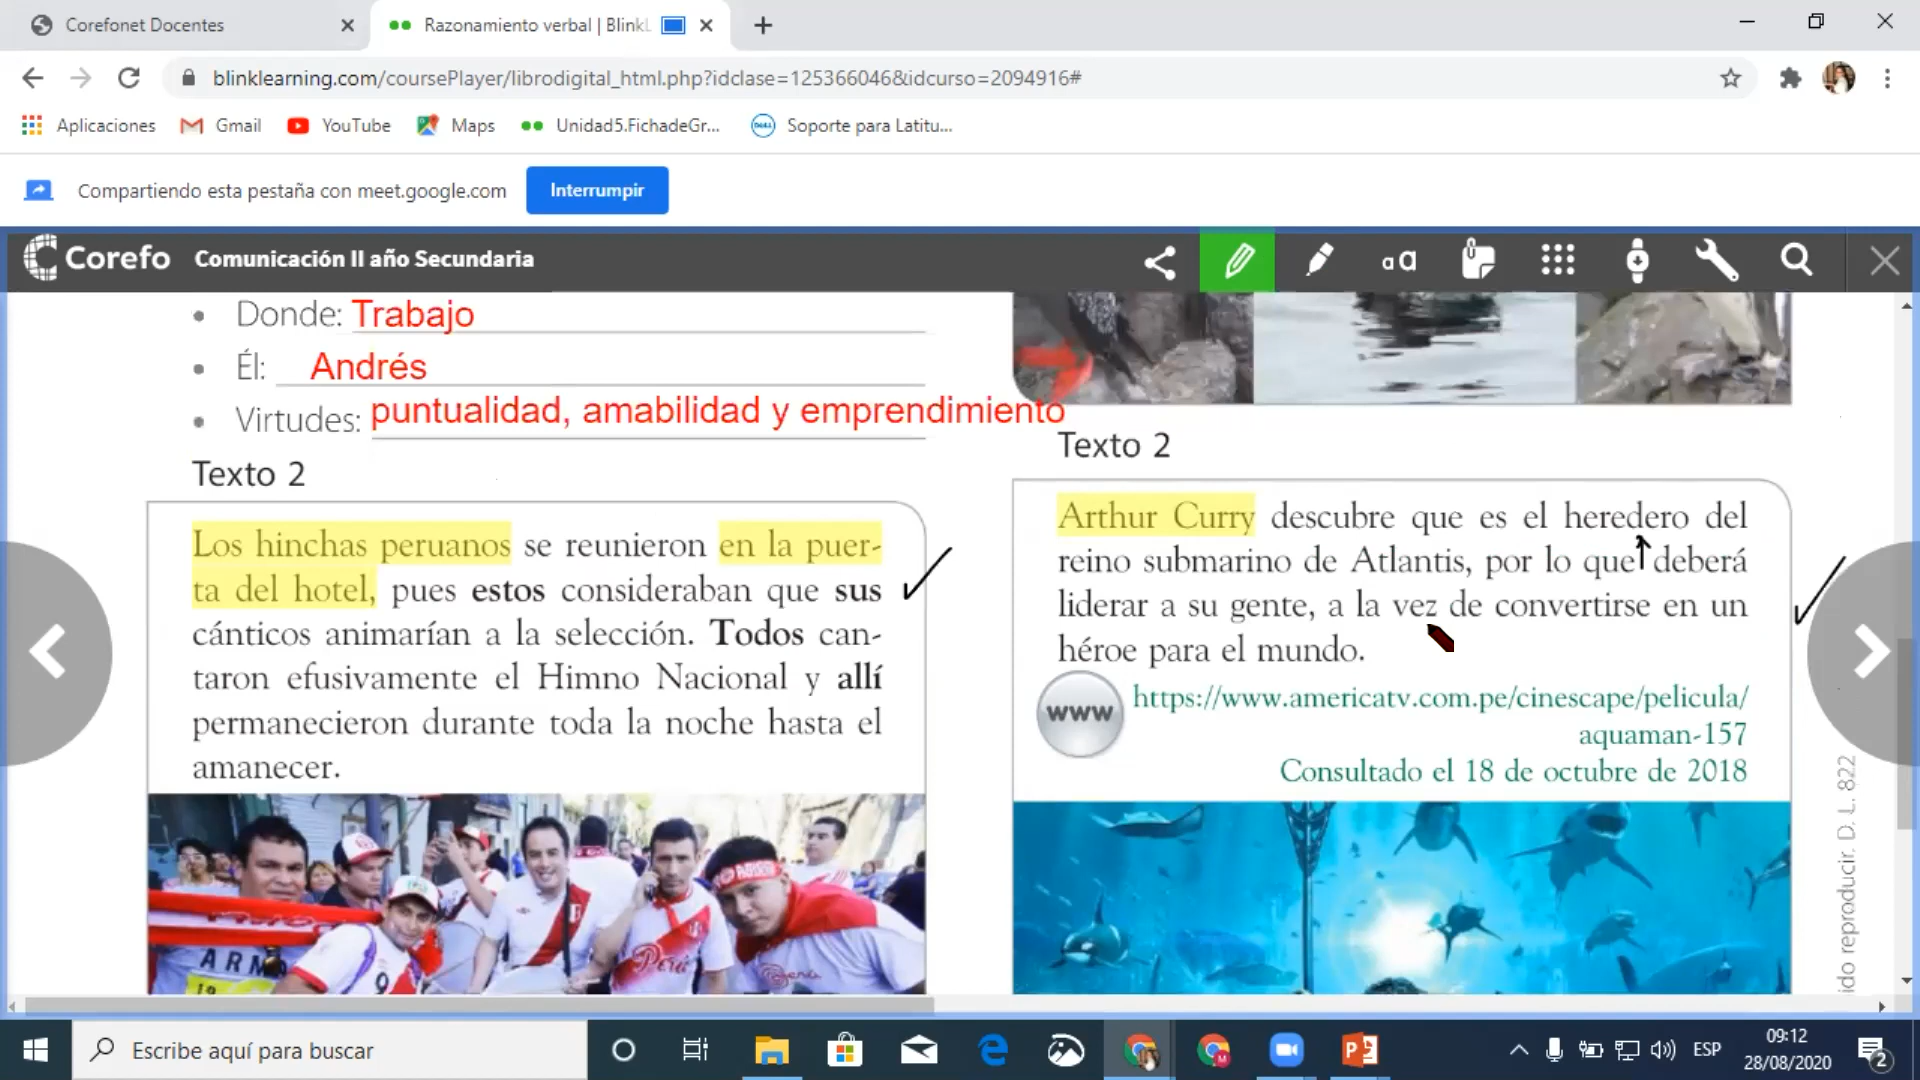 Corefonet Docentes
Razonamiento verbal | BlinkL
blinklearning.com/coursePlayer/librodigital_html.php?idclase=125366046&idcurso=2094916#
Aplicaciones
Gmail
YouTube
Maps
Unidad5.FichadeGr...
Soporte para Latitu...
Compartiendo esta pestaña con meet.google.com
Interrumpir
Corefo
Comunicación II año Secundaria
aa
Donde: Trabajo
Él: Andrés
Virtudes: puntualidad, amabilidad y emprendimiento
Texto 2
Los hinchas peruanos se reunieron en la puer-
ta del hotel, pues estos consideraban que sus
cánticos animarían a la selección. Todos can-
taron efusivamente el Himno Nacional y allí
permanecieron durante toda la noche hasta el
amanecer.
Texto 2
Arthur Curry descubre que es el heredero del
reino submarino de Atlantis, por lo que deberá
liderar a su gente, a la vez de convertirse en un
héroe para el mundo.
www
https://www.americatv.com.pe/cinescape/pelicula/
aquaman-157
Consultado el 18 de octubre de 2018
ido reproducir. D. L. 822
Escribe aquí para buscar
ESP
09:12
28/08/2020
2